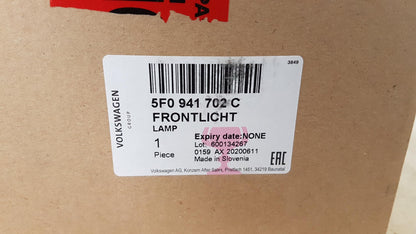 3849
VOLKSWAGEN
GROUP
5F0 941 702 C
FRONTLICHT
LAMP
1
Piece
Expiry date:NONE
Lot: 600134267
0159 AX 20200611
Made in Slovenia
EAC
Volkswagen AG, Konzern After Sales, Postfach 1451, 34219 Baunatal